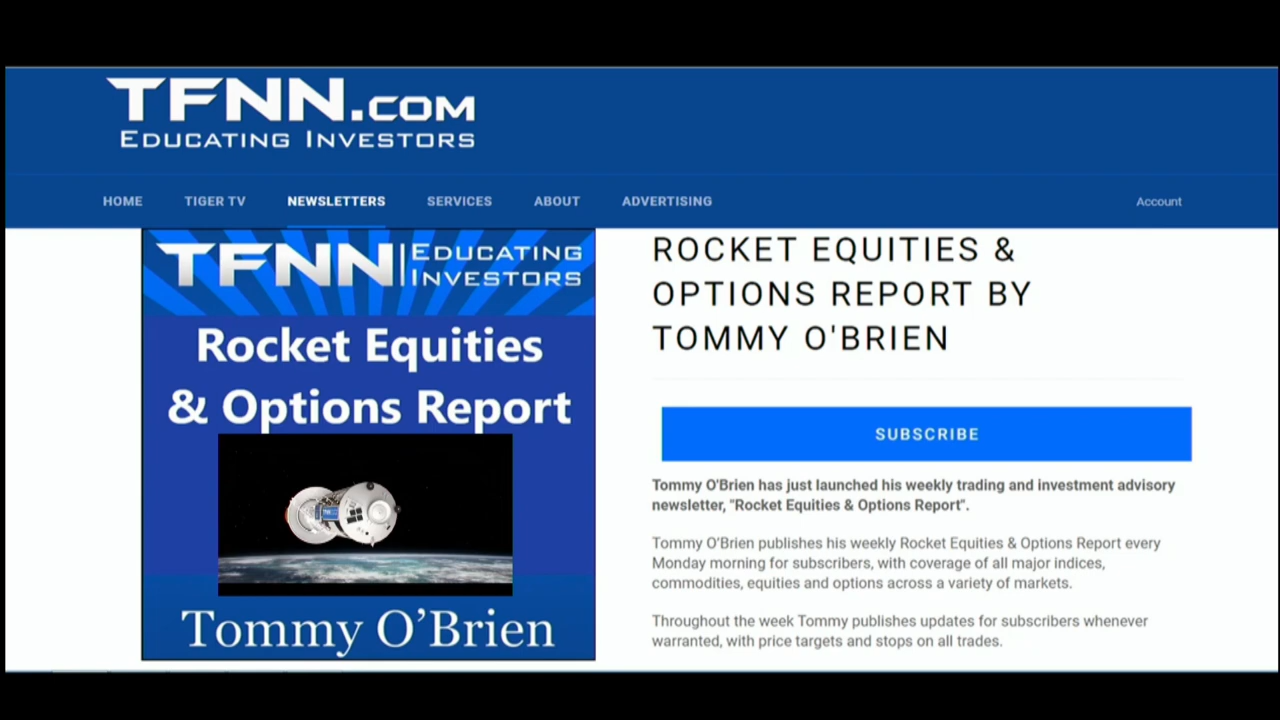 TFNN.COM
EDUCATING INVESTORS
HOME TIGER TV NEWSLETTERS SERVICES ABOUT ADVERTISING Account
TFNN EDUCATING
INVESTORS
Rocket Equities
& Options Report
Tommy O’Brien
ROCKET EQUITIES &
OPTIONS REPORT BY
TOMMY O'BRIEN
SUBSCRIBE
Tommy O'Brien has just launched his weekly trading and investment advisory
newsletter, "Rocket Equities & Options Report".
Tommy O’Brien publishes his weekly Rocket Equities & Options Report every
Monday morning for subscribers, with coverage of all major indices,
commodities, equities and options across a variety of markets.
Throughout the week Tommy publishes updates for subscribers whenever
warranted, with price targets and stops on all trades.